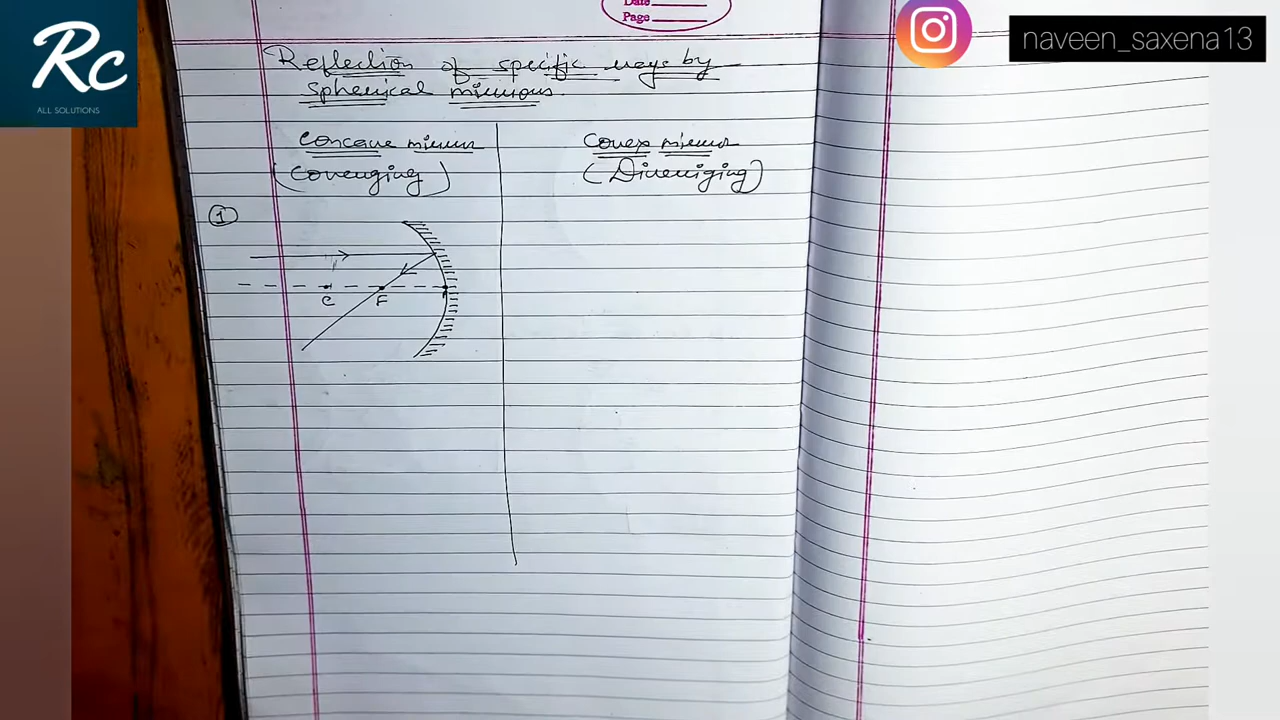 Rc
ALL SOLUTIONS
naveen_saxena13
Date
Page
Reflection of specific rays by
spherical mirrors.
Concave mirror
(Converging)
Convex mirror
(Diverging)
1
C
F
P